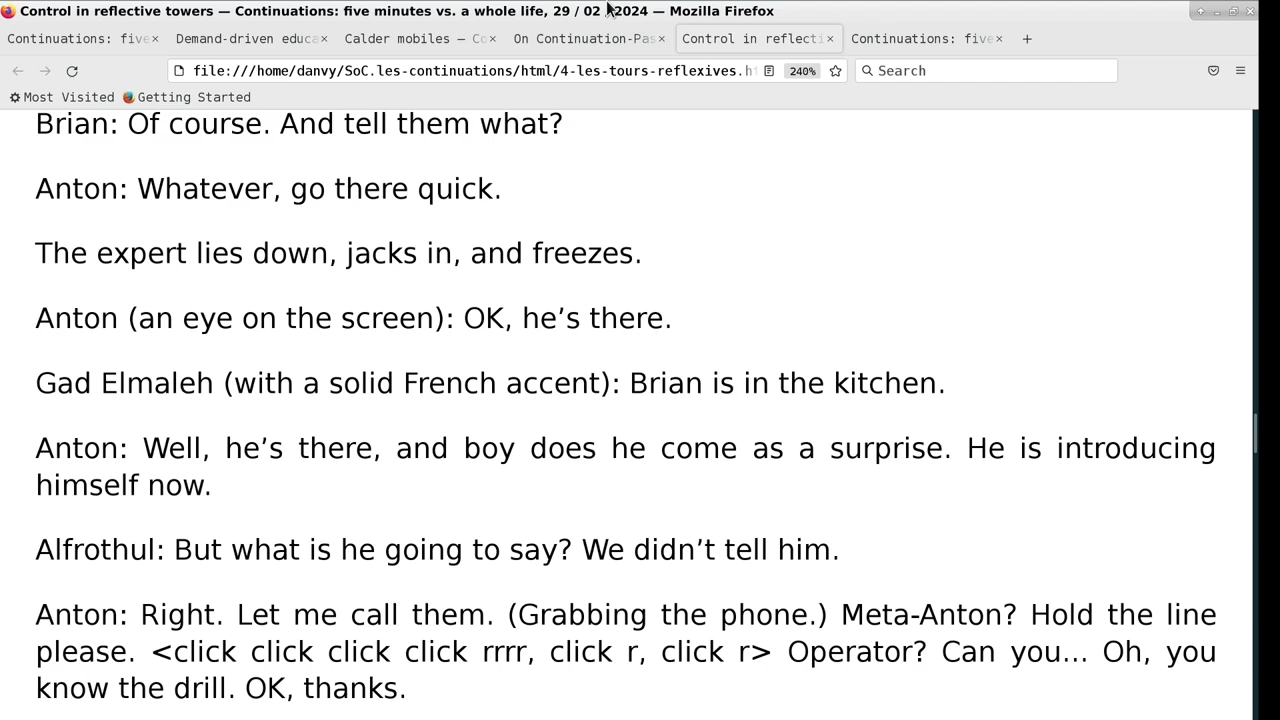 Control in reflective towers — Continuations: five minutes vs. a whole life, 29 / 02 2024 — Mozilla Firefox
Continuations: five× Demand-driven educa× Calder mobiles — Co× On Continuation-Pas× Control in reflecti× Continuations: five× +
file:///home/danvy/SoC.les-continuations/html/4-les-tours-reflexives.ht 240% Search
Most Visited Getting Started
Brian: Of course. And tell them what?
Anton: Whatever, go there quick.
The expert lies down, jacks in, and freezes.
Anton (an eye on the screen): OK, he’s there.
Gad Elmaleh (with a solid French accent): Brian is in the kitchen.
Anton: Well, he’s there, and boy does he come as a surprise. He is introducing
himself now.
Alfrothul: But what is he going to say? We didn’t tell him.
Anton: Right. Let me call them. (Grabbing the phone.) Meta-Anton? Hold the line
please. <click click click click rrrr, click r, click r> Operator? Can you… Oh, you
know the drill. OK, thanks.